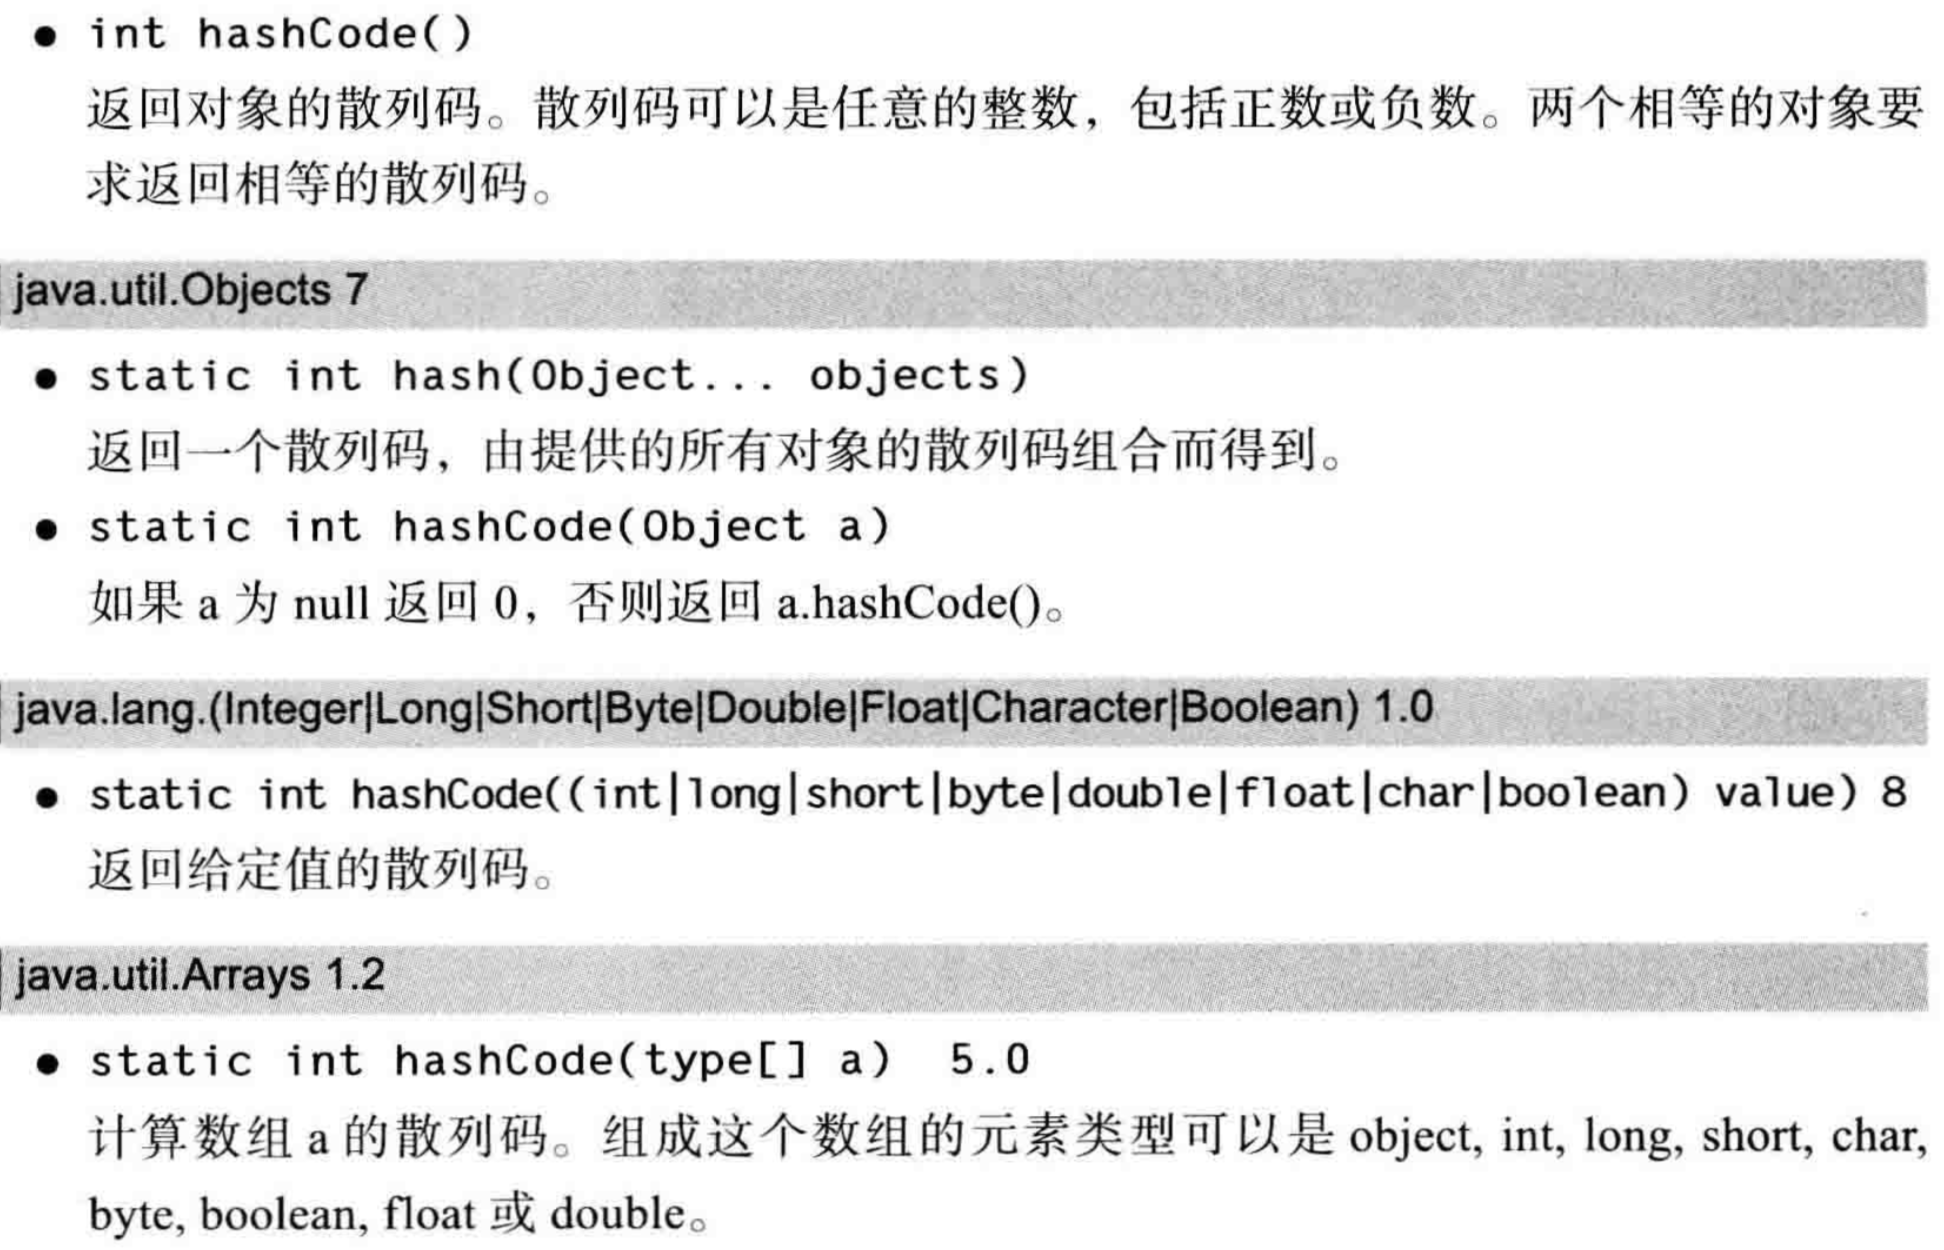 ● int hashCode()
返回对象的散列码。散列码可以是任意的整数，包括正数或负数。两个相等的对象要
求返回相等的散列码。
java.util.Objects 7
● static int hash(Object... objects)
返回一个散列码，由提供的所有对象的散列码组合而得到。
● static int hashCode(Object a)
如果 a 为 null 返回 0，否则返回 a.hashCode()。
java.lang.(Integer|Long|Short|Byte|Double|Float|Character|Boolean) 1.0
● static int hashCode((int|long|short|byte|double|float|char|boolean) value) 8
返回给定值的散列码。
java.util.Arrays 1.2
● static int hashCode(type[] a) 5.0
计算数组 a 的散列码。组成这个数组的元素类型可以是 object, int, long, short, char,
byte, boolean, float 或 double。